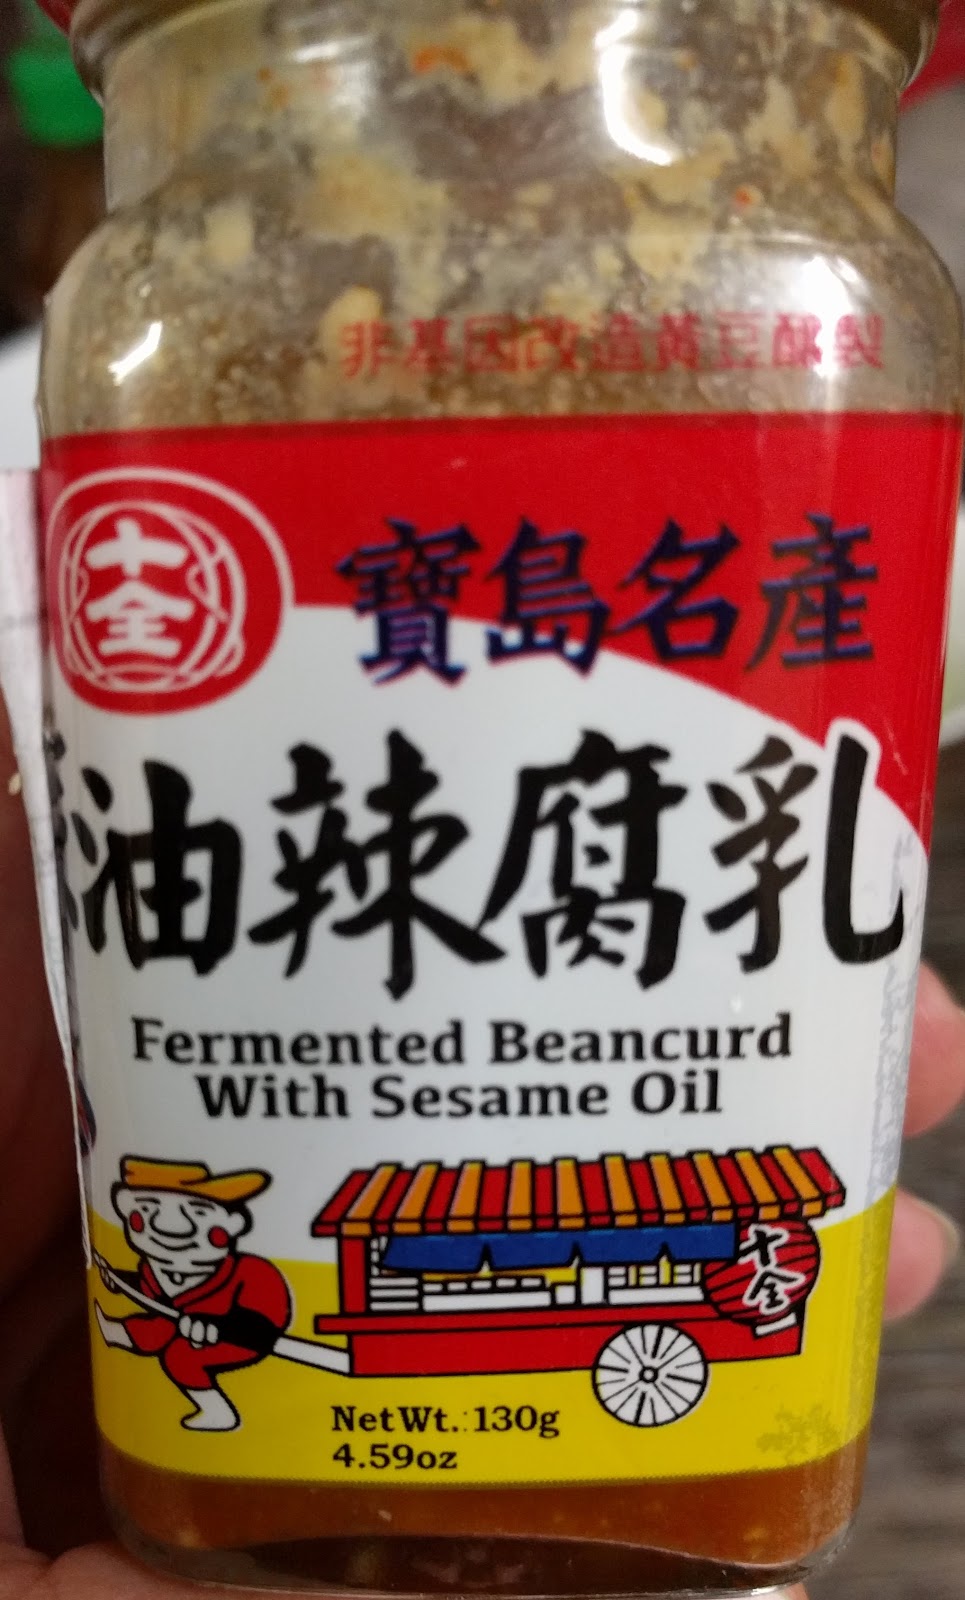 非基因改造黃豆釀製
十全
寶島名產
油辣腐乳
Fermented Beancurd
With Sesame Oil
十全
Net Wt.:130g
4.59oz